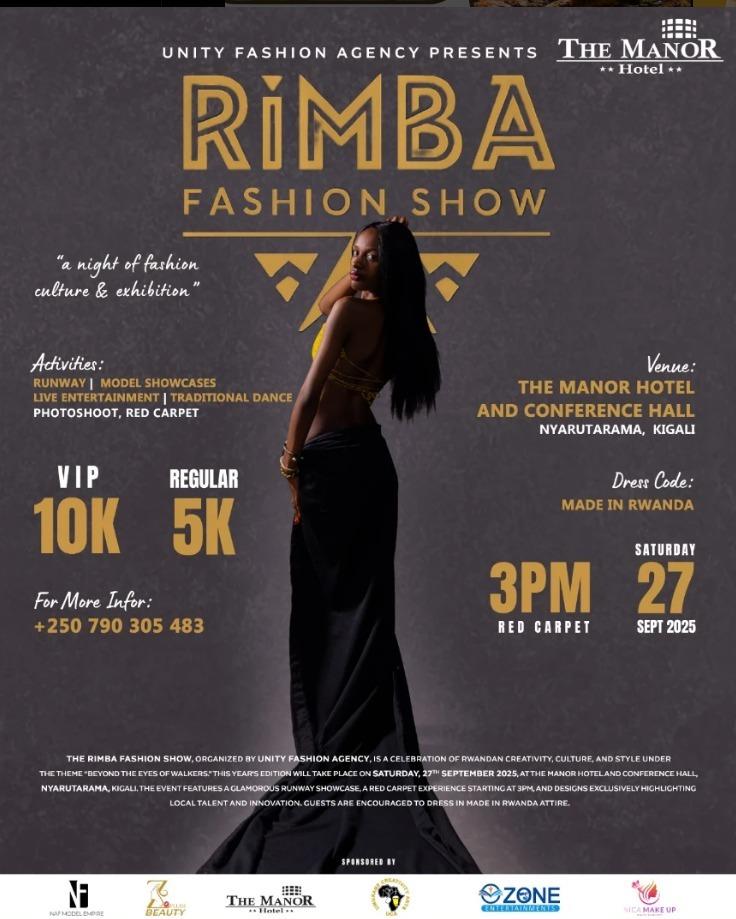 UNITY FASHION AGENCY PRESENTS
THE MANOR
★★ Hotel ★★
RiMBA
FASHION SHOW
“a night of fashion
culture & exhibition”
Activities:
RUNWAY | MODEL SHOWCASES
LIVE ENTERTAINMENT | TRADITIONAL DANCE
PHOTOSHOOT, RED CARPET
Venue:
THE MANOR HOTEL
AND CONFERENCE HALL
NYARUTARAMA, KIGALI
VIP
10K
REGULAR
5K
Dress Code:
MADE IN RWANDA
3PM
RED CARPET
SATURDAY
27
SEPT 2025
For More Infor:
+250 790 305 483
THE RIMBA FASHION SHOW, ORGANIZED BY UNITY FASHION AGENCY, IS A CELEBRATION OF RWANDAN CREATIVITY, CULTURE, AND STYLE UNDER
THE THEME “BEYOND THE EYES OF WALKERS.” THIS YEAR'S EDITION WILL TAKE PLACE ON SATURDAY, 27TH SEPTEMBER 2025, AT THE MANOR HOTEL AND CONFERENCE HALL,
NYARUTARAMA, KIGALI. THE EVENT FEATURES A GLAMOROUS RUNWAY SHOWCASE, A RED CARPET EXPERIENCE STARTING AT 3PM, AND DESIGNS EXCLUSIVELY HIGHLIGHTING
LOCAL TALENT AND INNOVATION. GUESTS ARE ENCOURAGED TO DRESS IN MADE IN RWANDA ATTIRE.
SPONSORED BY
NF
NAF MODEL EMPIRE
BEAUTY
THE MANOR
★★ Hotel ★★
UCA
OZONE
ENTERTAINMENTS
NICA MAKE UP